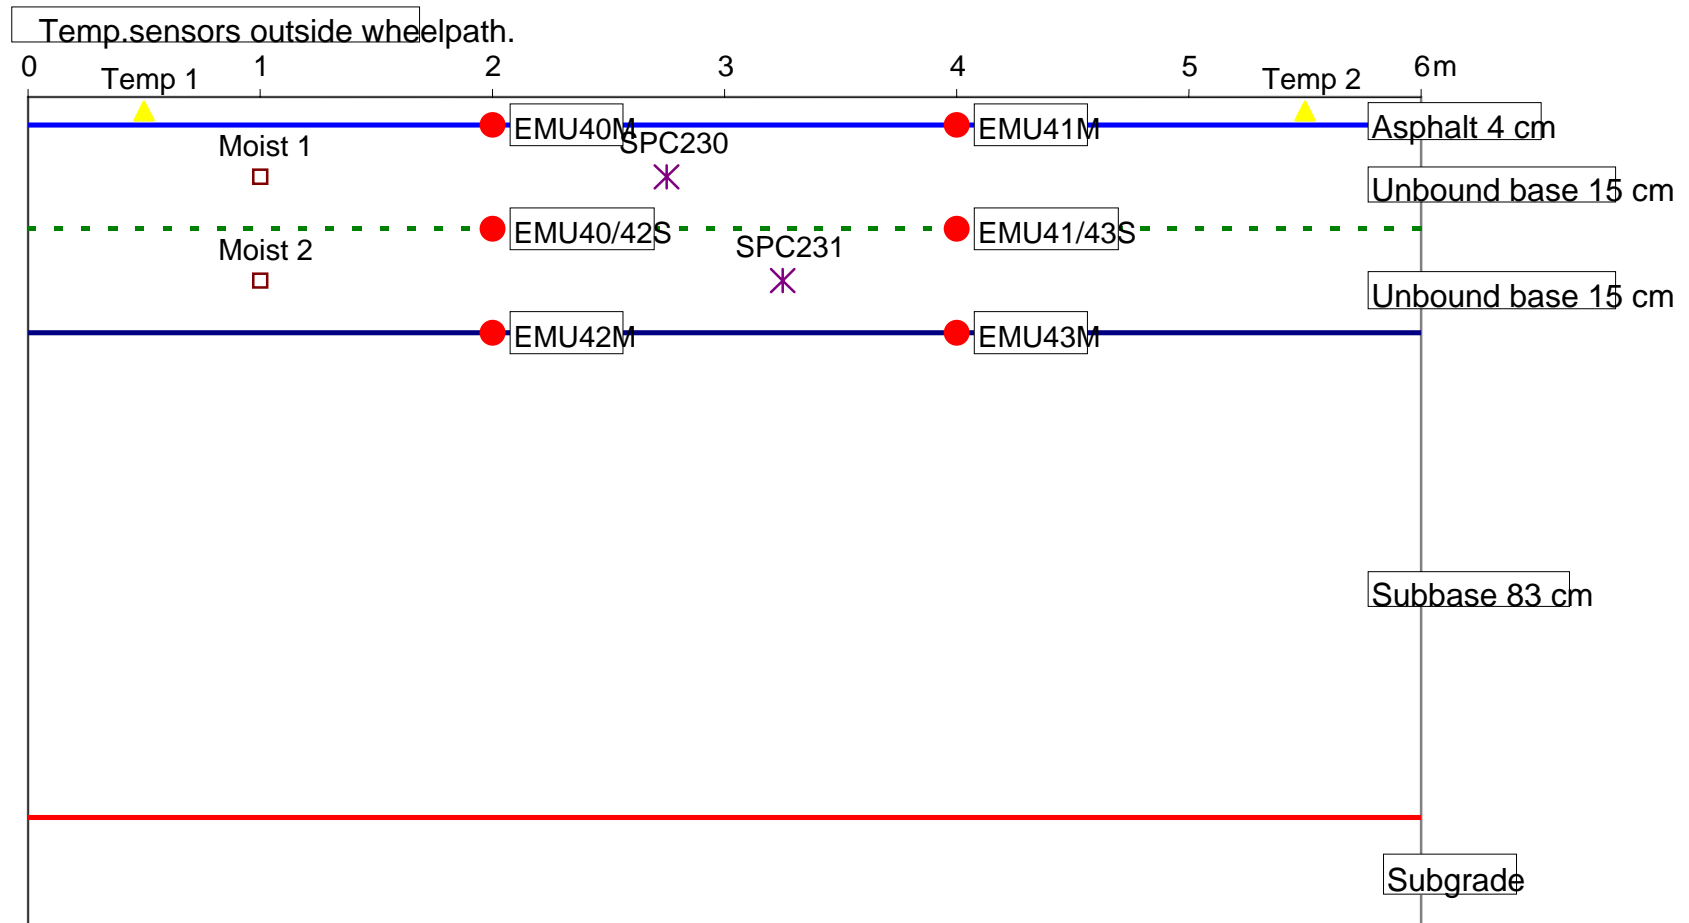 Temp.sensors outside wheelpath.
0 1 2 3 4 5 6m
Temp 1 Temp 2
EMU40M EMU41M Asphalt 4 cm
Moist 1 SPC230
Unbound base 15 cm
EMU40/42S EMU41/43S
Moist 2 SPC231
Unbound base 15 cm
EMU42M EMU43M
Subbase 83 cm
Subgrade